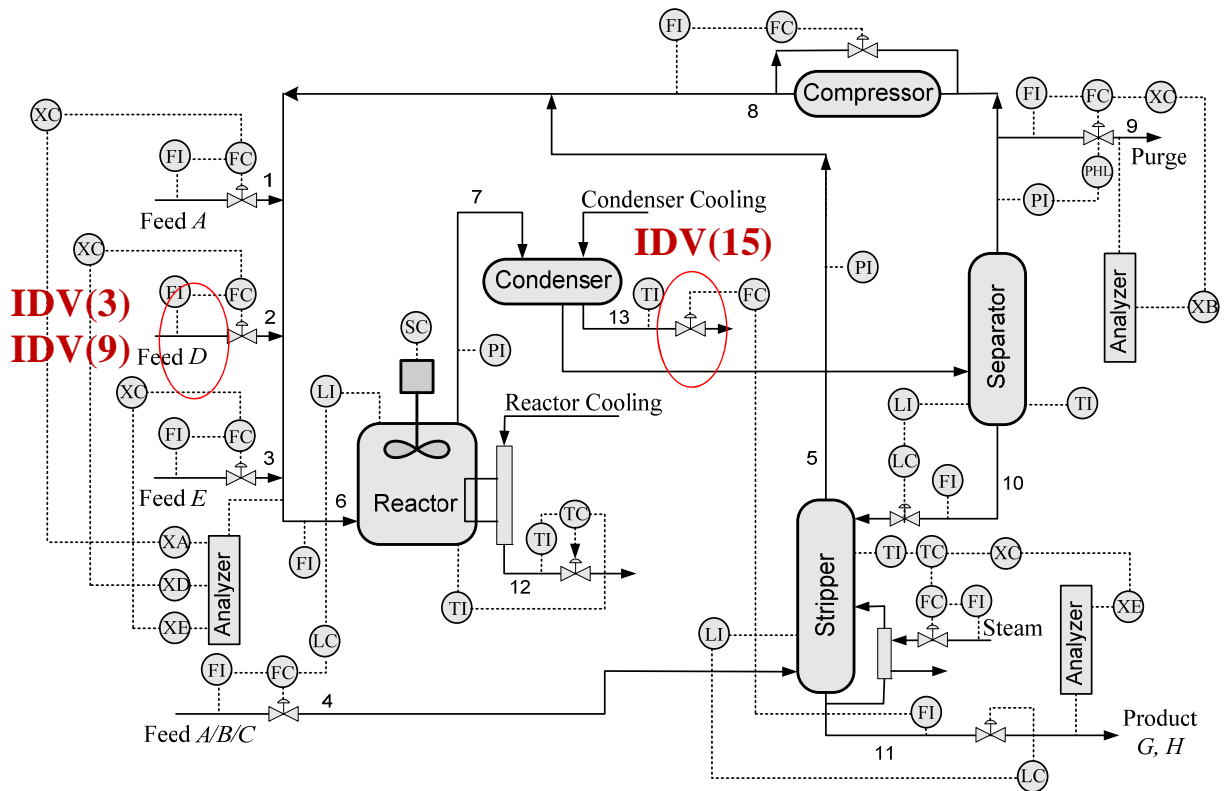 FI
FC
Compressor
8
XC
FI
FC
XC
9
Purge
PHL
PI
FI
FC
1
Feed A
7
Condenser Cooling
IDV(15)
Condenser
PI
TI
FC
13
XC
FI
FC
2
Feed D
IDV(3)
IDV(9)
SC
PI
Separator
Analyzer
XB
XC
LI
Reactor Cooling
LI
TI
FI
FC
3
Feed E
LC
FI
10
5
6
Reactor
FI
TI
TC
12
TI
XA
XD
XE
Analyzer
LC
Stripper
TI
TC
XC
FC
FI
Steam
XE
Analyzer
LI
FI
FC
4
Feed A/B/C
FI
11
LC
Product
G, H